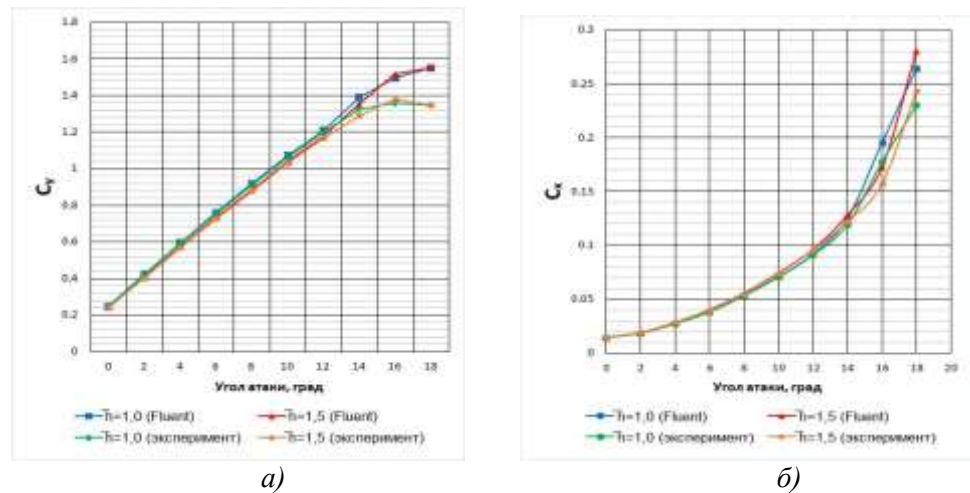 1.8
1.6
1.4
1.2
1
0.8
0.6
0.4
0.2
0
Cу
0 2 4 6 8 10 12 14 16 18
Угол атаки, град
h=1,0 (Fluent) h=1,5 (Fluent)
h=1,0 (эксперимент) h=1,5 (эксперимент)
а)
0.3
0.25
0.2
0.15
0.1
0.05
0
Cх
0 2 4 6 8 10 12 14 16 18 20
Угол атаки, град
h=1,0 (Fluent) h=1,5 (Fluent)
h=1,0 (эксперимент) h=1,5 (эксперимент)
б)